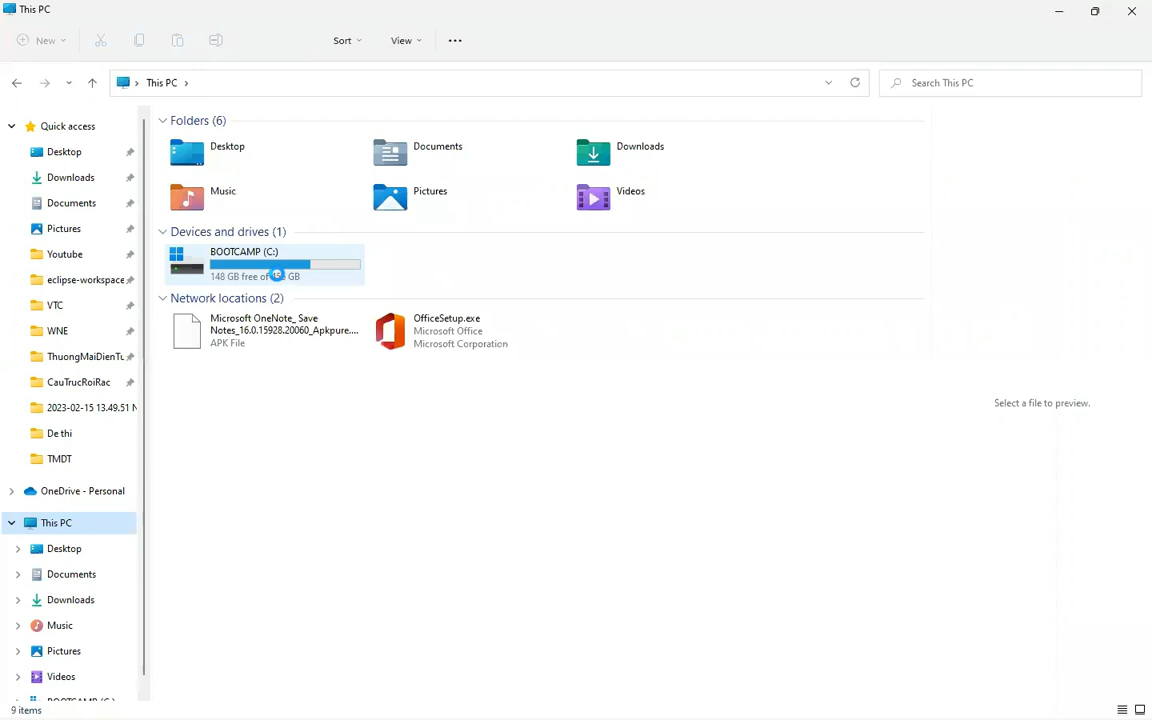 This PC
New
Sort
View
This PC
Search This PC
Quick access
Desktop
Downloads
Documents
Pictures
Youtube
eclipse-workspace
VTC
WNE
ThuongMaiDienTu
CauTrucRoiRac
2023-02-15 13.49.51 N
De thi
TMDT
OneDrive - Personal
This PC
Desktop
Documents
Downloads
Music
Pictures
Videos
BOOTCAMP (C:)
Folders (6)
Desktop
Documents
Downloads
Music
Pictures
Videos
Devices and drives (1)
BOOTCAMP (C:)
148 GB free of GB
Network locations (2)
Microsoft OneNote_ Save
Notes_16.0.15928.20060_Apkpure....
APK File
OfficeSetup.exe
Microsoft Office
Microsoft Corporation
Select a file to preview.
9 items